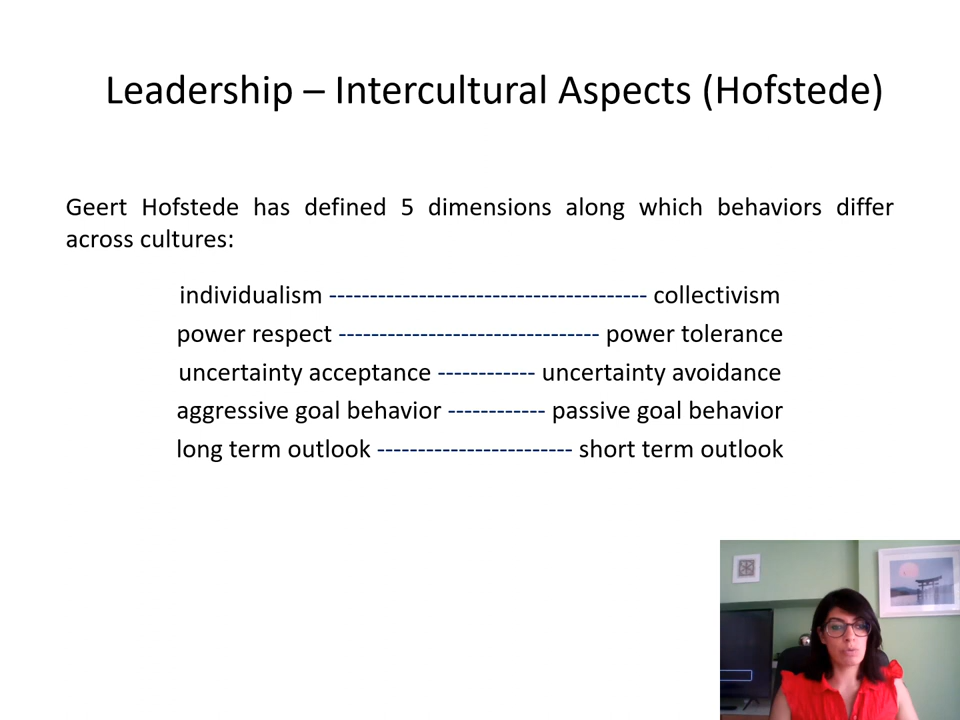 Leadership – Intercultural Aspects (Hofstede)
Geert Hofstede has defined 5 dimensions along which behaviors differ
across cultures:
individualism --------------------------------------- collectivism
power respect -------------------------------- power tolerance
uncertainty acceptance ------------ uncertainty avoidance
aggressive goal behavior ------------ passive goal behavior
long term outlook ------------------------ short term outlook